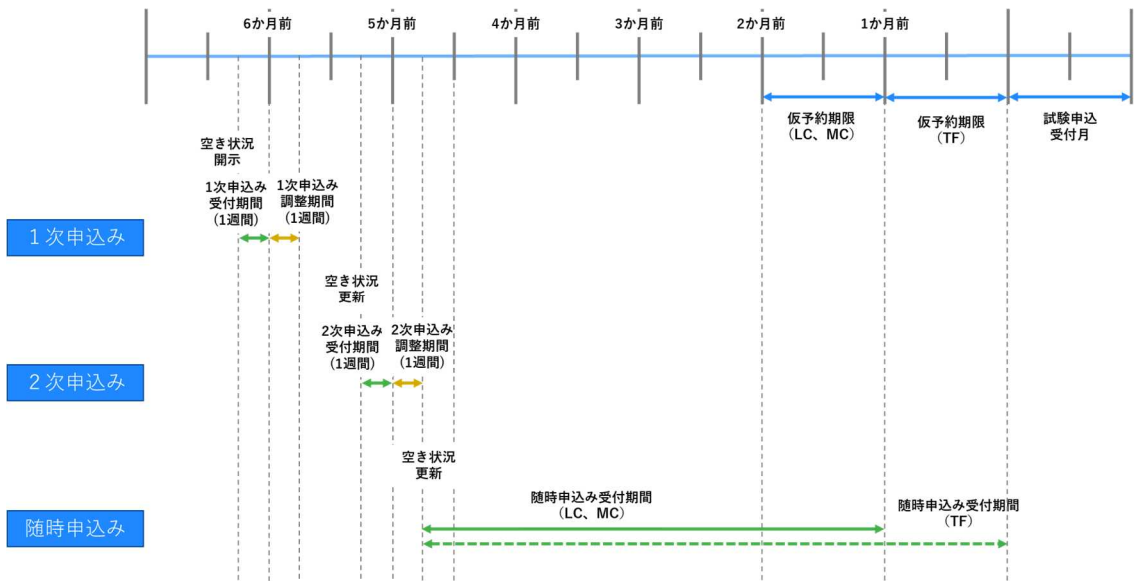 6か月前
5か月前
4か月前
3か月前
2か月前
1か月前
仮予約期限
（LC、MC）
仮予約期限
（TF）
試験申込
受付月
空き状況
開示
1次申込み
受付期間
（1週間）
1次申込み
調整期間
（1週間）
１次申込み
空き状況
更新
2次申込み
受付期間
（1週間）
2次申込み
調整期間
（1週間）
２次申込み
空き状況
更新
随時申込み受付期間
（LC、MC）
随時申込み受付期間
（TF）
随時申込み